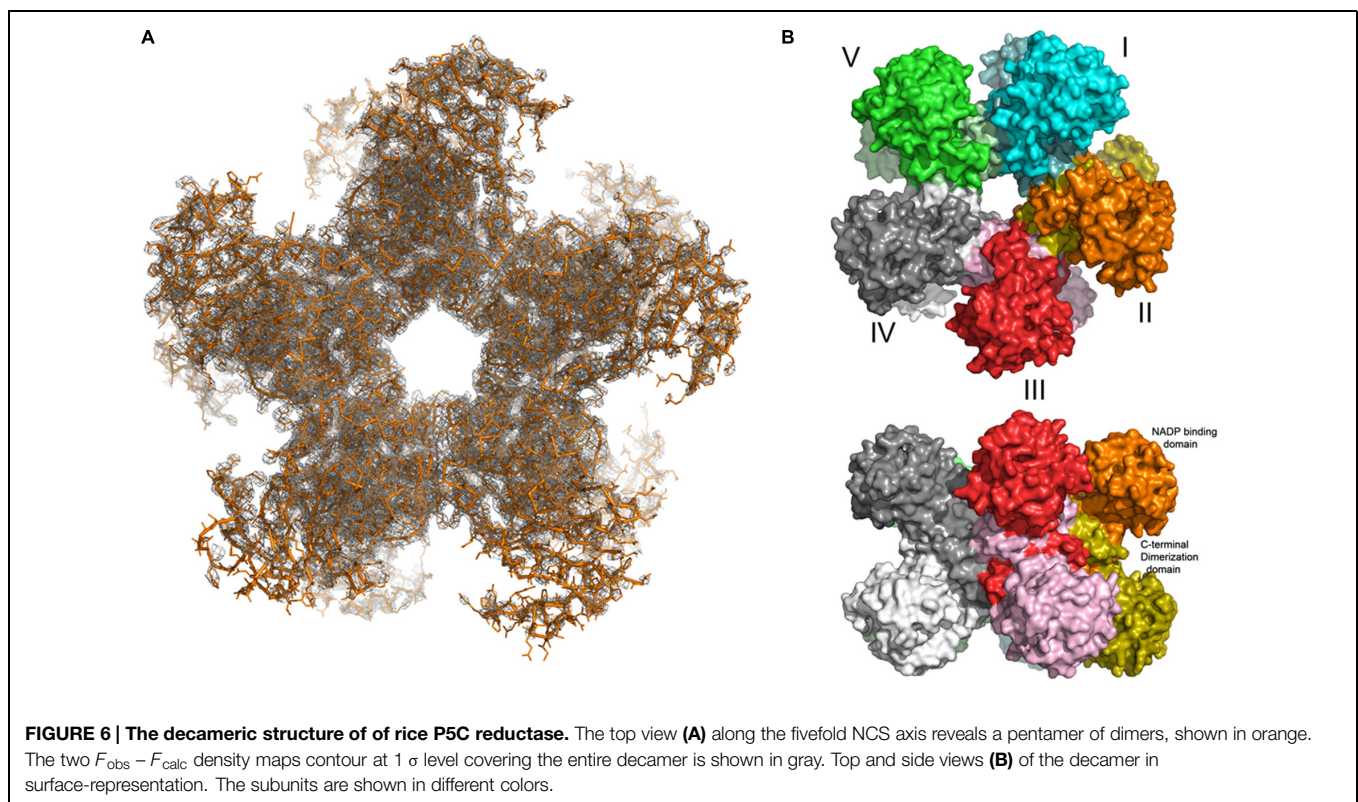 A
B
V
I
IV
II
III
NADP binding
domain
C-terminal
Dimerization
domain
FIGURE 6 | The decameric structure of of rice P5C reductase. The top view (A) along the fivefold NCS axis reveals a pentamer of dimers, shown in orange.
The two Fobs – Fcalc density maps contour at 1 σ level covering the entire decamer is shown in gray. Top and side views (B) of the decamer in
surface-representation. The subunits are shown in different colors.